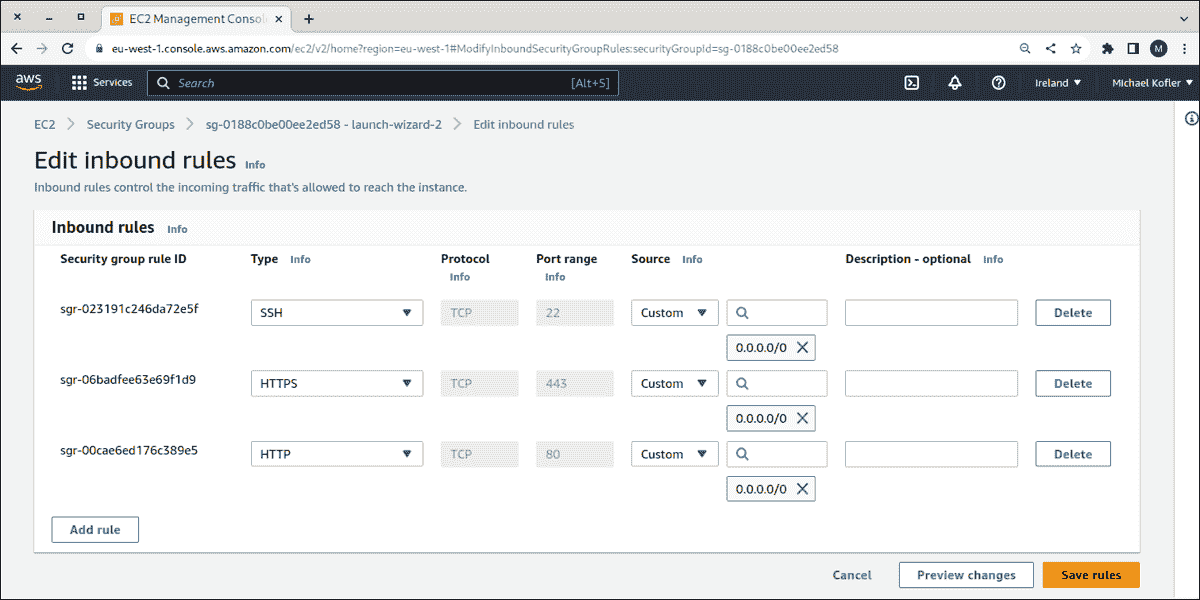 EC2 Management Consol
eu-west-1.console.aws.amazon.com/ec2/v2/home?region=eu-west-1#ModifyInboundSecurityGroupRules:securityGroupId=sg-0188c0be00ee2ed58
M
aws
Services
Search
[Alt+S]
Ireland
Michael Kofler
EC2 > Security Groups > sg-0188c0be00ee2ed58 - launch-wizard-2 > Edit inbound rules
Edit inbound rules Info
Inbound rules control the incoming traffic that's allowed to reach the instance.
Inbound rules Info
Security group rule ID Type Info Protocol Info Port range Info Source Info Description - optional Info
sgr-023191c246da72e5f SSH TCP 22 Custom Delete
0.0.0.0/0
sgr-06badfee63e69f1d9 HTTPS TCP 443 Custom Delete
0.0.0.0/0
sgr-00cae6ed176c389e5 HTTP TCP 80 Custom Delete
0.0.0.0/0
Add rule
Cancel Preview changes Save rules